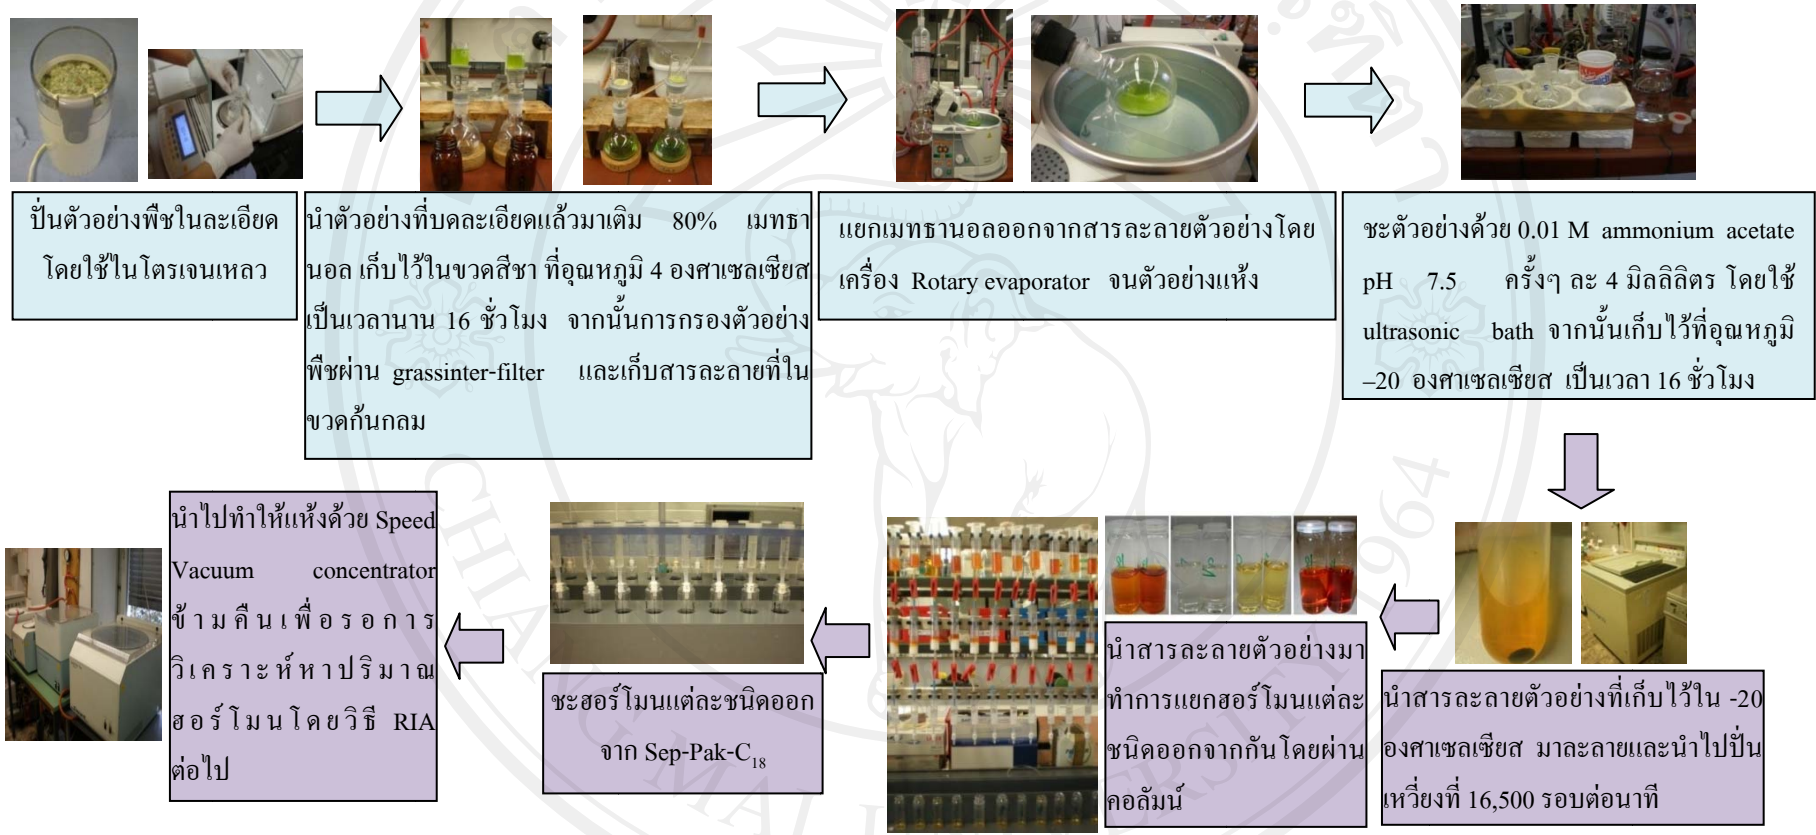 ปั่นตัวอย่างพืชในละเอียด
โดยใช้ไนโตรเจนเหลว
นำตัวอย่างที่บดละเอียดแล้วมาเติม 80% เมทธา
นอล เก็บไว้ในขวดสีชา ที่อุณหภูมิ 4 องศาเซลเซียส
เป็นเวลานาน 16 ชั่วโมง จากนั้นการกรองตัวอย่าง
พืชผ่าน grassinter-filter และเก็บสารละลายที่ใน
ขวดก้นกลม
แยกเมทธานอลออกจากสารละลายตัวอย่างโดย
เครื่อง Rotary evaporator จนตัวอย่างแห้ง
ชะตัวอย่างด้วย 0.01 M ammonium acetate
pH 7.5 ครั้งๆ ละ 4 มิลลิลิตร โดยใช้
ultrasonic bath จากนั้นเก็บไว้ที่อุณหภูมิ
–20 องศาเซลเซียส เป็นเวลา 16 ชั่วโมง
นำสารละลายตัวอย่างที่เก็บไว้ใน -20
องศาเซลเซียส มาละลายและนำไปปั่น
เหวี่ยงที่ 16,500 รอบต่อนาที
นำสารละลายตัวอย่างมา
ทำการแยกฮอร์โมนแต่ละ
ชนิดออกจากกันโดยผ่าน
คอลัมน์
ชะฮอร์โมนแต่ละชนิดออก
จาก Sep-Pak-C18
นำไปทำให้แห้งด้วย Speed
Vacuum concentrator
ข้ามคืนเพื่อรอการ
วิเคราะห์หาปริมาณ
ฮอร์โมนโดยวิธี RIA
ต่อไป
CHIANG MAI UNIVERSITY 1964